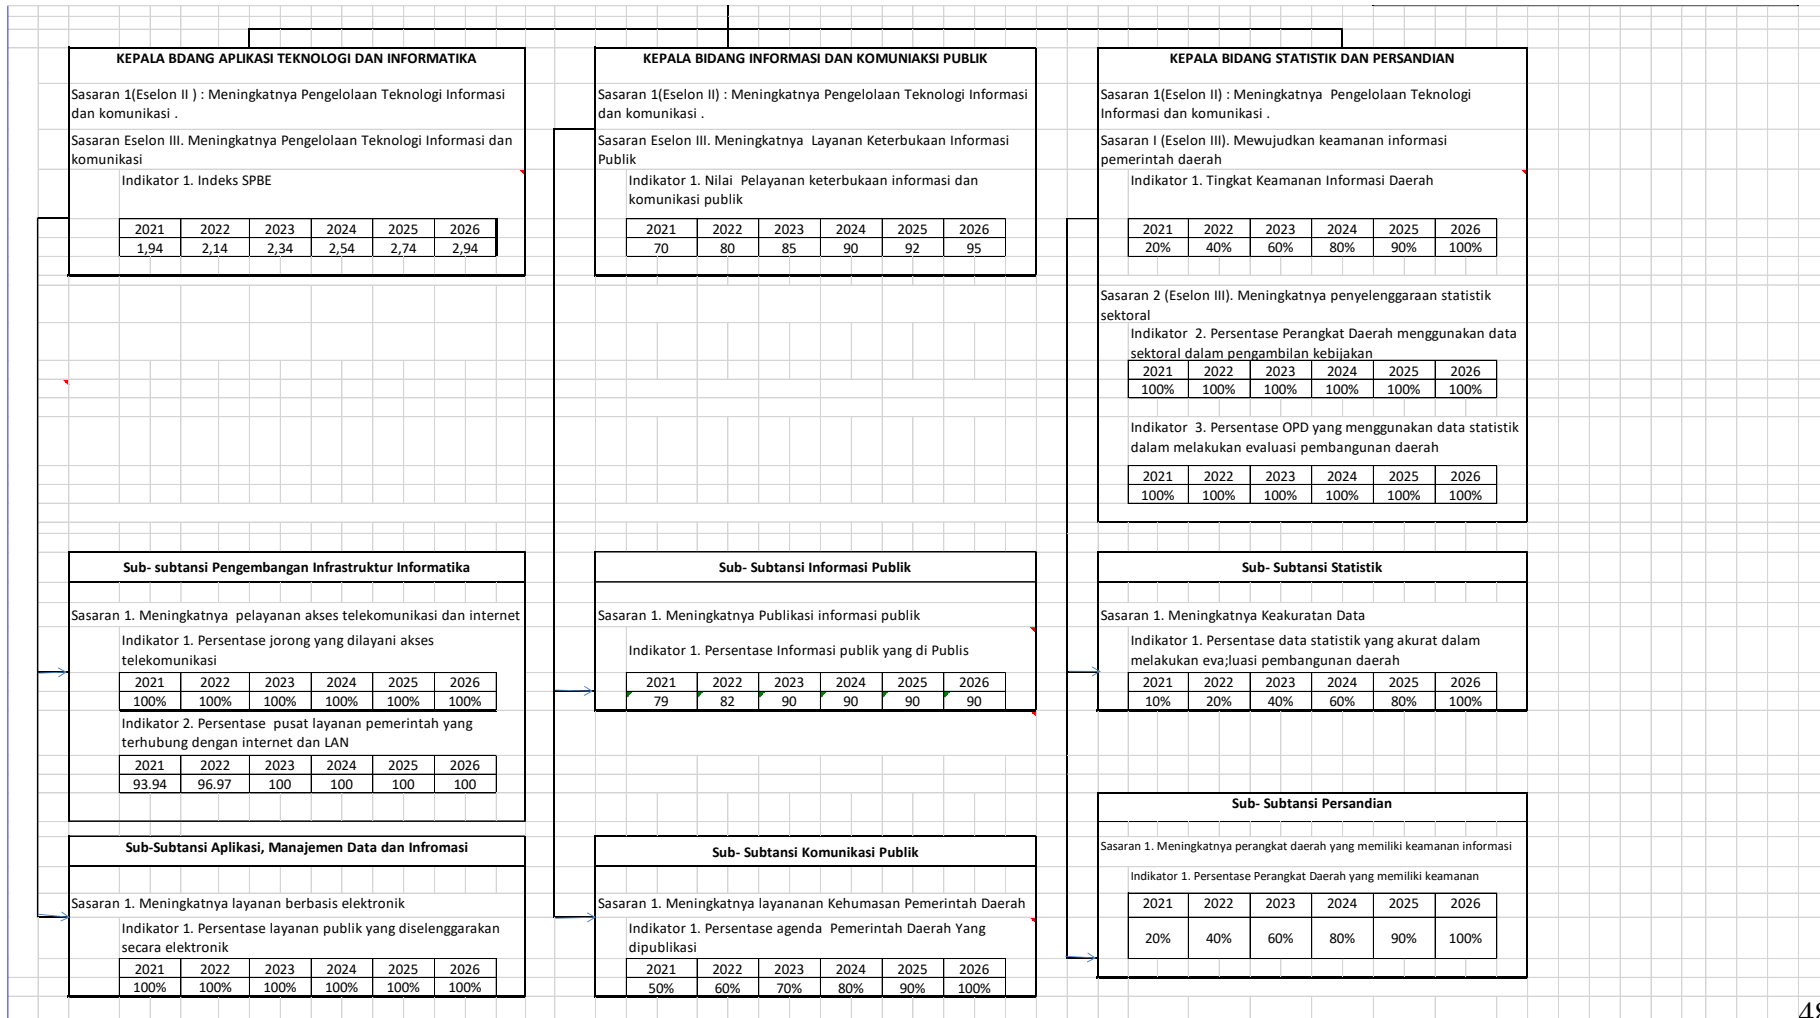 KEPALA BDANG APLIKASI TEKNOLOGI DAN INFORMATIKA
Sasaran 1(Eselon II ) : Meningkatnya Pengelolaan Teknologi Informasi
dan komunikasi .
Sasaran Eselon III. Meningkatnya Pengelolaan Teknologi Informasi dan
komunikasi
Indikator 1. Indeks SPBE
2021 2022 2023 2024 2025 2026
1,94 2,14 2,34 2,54 2,74 2,94
KEPALA BIDANG INFORMASI DAN KOMUNIAKSI PUBLIK
Sasaran 1(Eselon II) : Meningkatnya Pengelolaan Teknologi Informasi
dan komunikasi .
Sasaran Eselon III. Meningkatnya Layanan Keterbukaan Informasi
Publik
Indikator 1. Nilai Pelayanan keterbukaan informasi dan
komunikasi publik
2021 2022 2023 2024 2025 2026
70 80 85 90 92 95
KEPALA BIDANG STATISTIK DAN PERSANDIAN
Sasaran 1(Eselon II) : Meningkatnya Pengelolaan Teknologi
Informasi dan komunikasi .
Sasaran I (Eselon III). Mewujudkan keamanan informasi
pemerintah daerah
Indikator 1. Tingkat Keamanan Informasi Daerah
2021 2022 2023 2024 2025 2026
20% 40% 60% 80% 90% 100%
Sasaran 2 (Eselon III). Meningkatnya penyelenggaraan statistik
sektoral
Indikator 2. Persentase Perangkat Daerah menggunakan data
sektoral dalam pengambilan kebijakan
2021 2022 2023 2024 2025 2026
100% 100% 100% 100% 100% 100%
Indikator 3. Persentase OPD yang menggunakan data statistik
dalam melakukan evaluasi pembangunan daerah
2021 2022 2023 2024 2025 2026
100% 100% 100% 100% 100% 100%
Sub- subtansi Pengembangan Infrastruktur Informatika
Sasaran 1. Meningkatnya pelayanan akses telekomunikasi dan internet
Indikator 1. Persentase jorong yang dilayani akses
telekomunikasi
2021 2022 2023 2024 2025 2026
100% 100% 100% 100% 100% 100%
Indikator 2. Persentase pusat layanan pemerintah yang
terhubung dengan internet dan LAN
2021 2022 2023 2024 2025 2026
93.94 96.97 100 100 100 100
Sub- Subtansi Informasi Publik
Sasaran 1. Meningkatnya Publikasi informasi publik
Indikator 1. Persentase Informasi publik yang di Publis
2021 2022 2023 2024 2025 2026
79 82 90 90 90 90
Sub- Subtansi Statistik
Sasaran 1. Meningkatnya Keakuratan Data
Indikator 1. Persentase data statistik yang akurat dalam
melakukan eva;luasi pembangunan daerah
2021 2022 2023 2024 2025 2026
10% 20% 40% 60% 80% 100%
Sub-Subtansi Aplikasi, Manajemen Data dan Infromasi
Sasaran 1. Meningkatnya layanan berbasis elektronik
Indikator 1. Persentase layanan publik yang diselenggarakan
secara elektronik
2021 2022 2023 2024 2025 2026
100% 100% 100% 100% 100% 100%
Sub- Subtansi Komunikasi Publik
Sasaran 1. Meningkatnya layananan Kehumasan Pemerintah Daerah
Indikator 1. Persentase agenda Pemerintah Daerah Yang
dipublikasi
2021 2022 2023 2024 2025 2026
50% 60% 70% 80% 90% 100%
Sub- Subtansi Persandian
Sasaran 1. Meningkatnya perangkat daerah yang memiliki keamanan informasi
Indikator 1. Persentase Perangkat Daerah yang memiliki keamanan
2021 2022 2023 2024 2025 2026
20% 40% 60% 80% 90% 100%